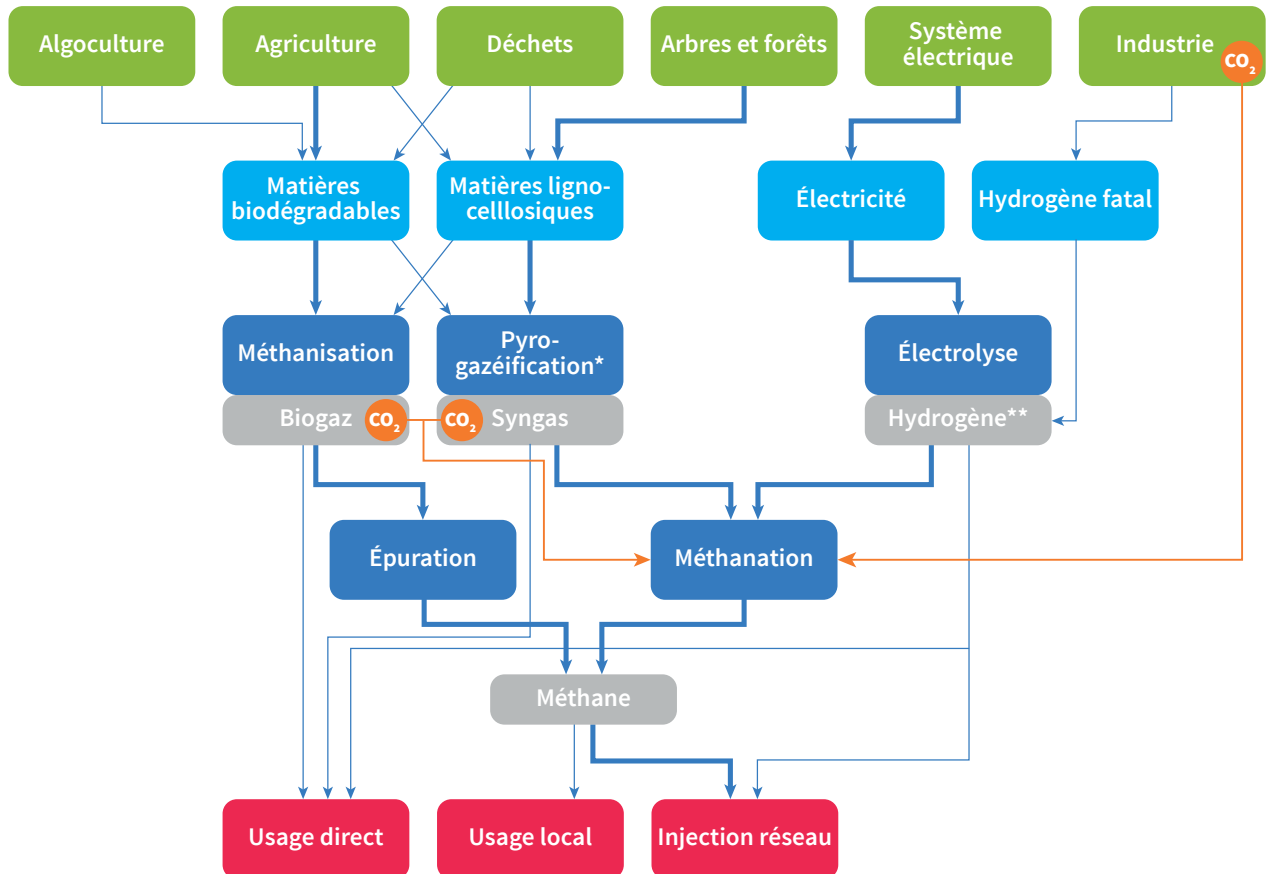 Algoculture
Agriculture
Déchets
Arbres et forêts
Système
électrique
Industrie
CO₂
Matières
biodégradables
Matières ligno-
celllosiques
Électricité
Hydrogène fatal
Méthanisation
Pyro-
gazéification*
Électrolyse
Biogaz
CO₂
CO₂
Syngas
Hydrogène**
Épuration
Méthanation
Méthane
Usage direct
Usage local
Injection réseau